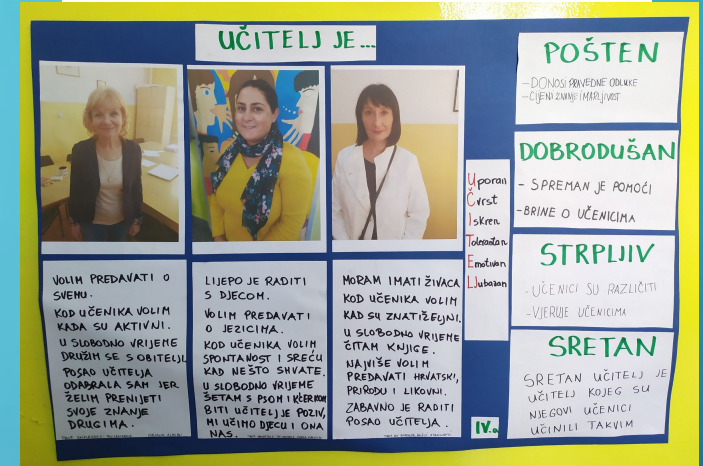 UČITELJ JE...
VOLIM PREDAVATI O
SVEMU.
KOD UČENIKA VOLIM
KADA SU AKTIVNI.
U SLOBODNO VRIJEME
DRUŽIM SE S OBITELJI.
POSAO UČITELJA
ODABRALA SAM JER
ŽELIM PRENIJETI
SVOJE ZNANJE
DRUGIMA.
LIJEPO JE RADITI
S DJECOM.
VOLIM PREDAVATI
O JEZICIMA.
KOD UČENIKA VOLIM
SPONTANOST I SREĆU
KAD NEŠTO SHVATE.
U SLOBODNO VRIJEME
ŠETAM S PSOM I KĆERKOM
BITI UČITELJ JE POZIV,
MI UČIMO DJECU I ONA
NAS.
MORAM IMATI ŽIVACA.
KOD UČENIKA VOLIM
KAD SU ZNATIŽELJNI.
U SLOBODNO VRIJEME
ČITAM KNJIGE.
NAJVIŠE VOLIM
PREDAVATI HRVATSKI,
PRIRODU I LIKOVNI.
ZABAVNO JE RADITI
POSAO UČITELJA.
Uporan
Čvrst
Iskren
Tolerantan
Emotivan
Ljubazan
IV.a
POŠTEN
- DONOSI PRAVEDNE ODLUKE
- CIJENI ZNANJE I MARLJIVOST
DOBRODUŠAN
- SPREMAN JE POMOĆI
- BRINE O UČENICIMA
STRPLJIV
- UČENICI SU RAZLIČITI
- VJERUJE UČENICIMA
SRETAN
SRETAN UČITELJ JE
UČITELJ KOJEG SU
NJEGOVI UČENICI
UČINILI TAKVIM